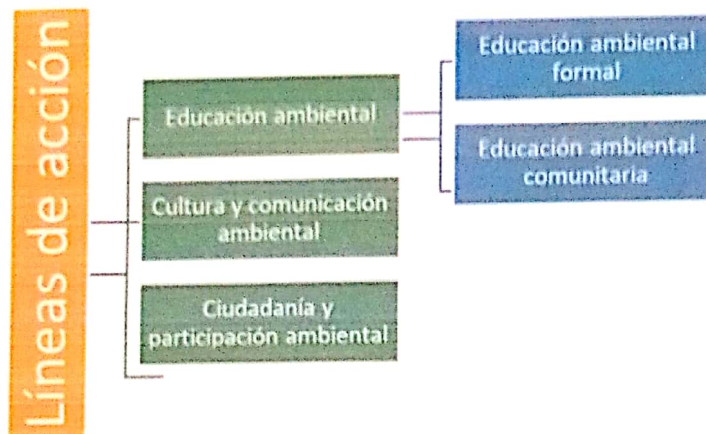 Líneas de acción
Educación ambiental
Cultura y comunicación
ambiental
Ciudadanía y
participación ambiental
Educación ambiental
formal
Educación ambiental
comunitaria